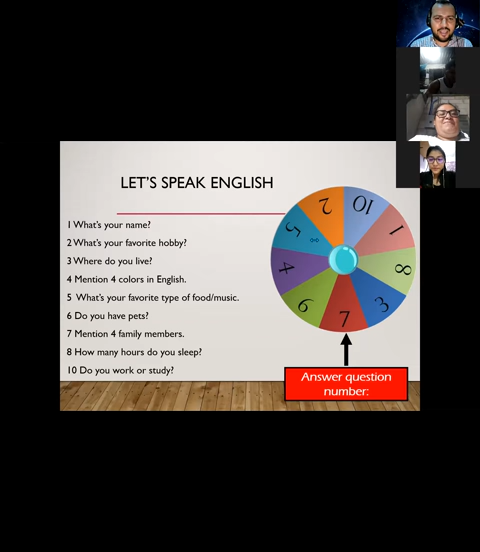 LET'S SPEAK ENGLISH
1 What's your name?
2 What's your favorite hobby?
3 Where do you live?
4 Mention 4 colors in English.
5 What's your favorite type of food/music.
6 Do you have pets?
7 Mention 4 family members.
8 How many hours do you sleep?
10 Do you work or study?
2
10
1
8
3
7
6
4
5
Answer question
number: